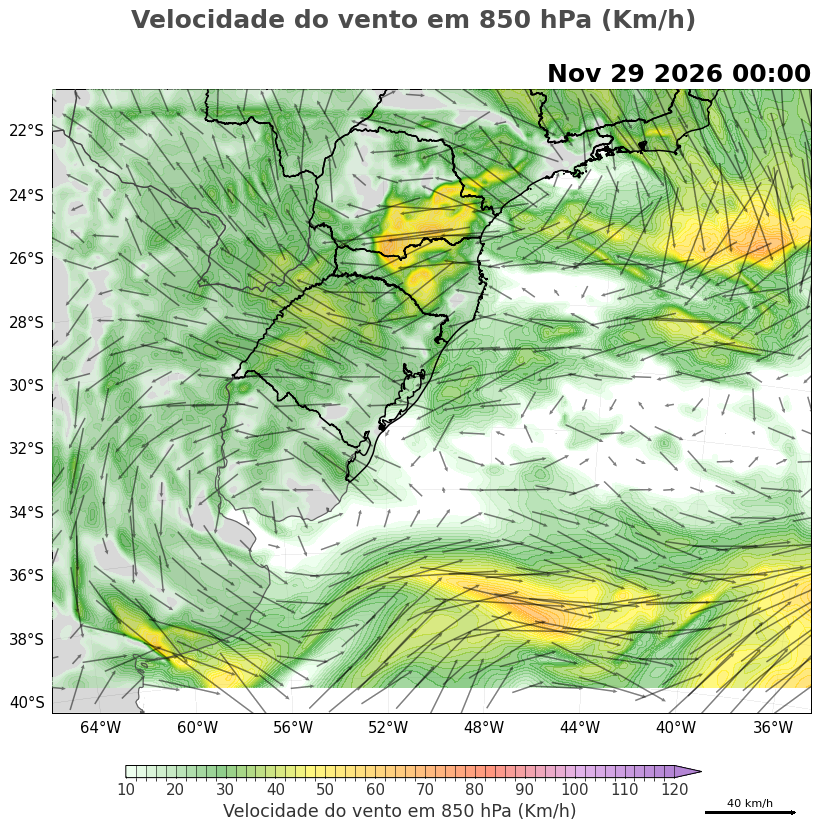 Velocidade do vento em 850 hPa (Km/h)
Nov 29 2026 00:00
22°S
24°S
26°S
28°S
30°S
32°S
34°S
36°S
38°S
40°S
64°W 60°W 56°W 52°W 48°W 44°W 40°W 36°W
10 20 30 40 50 60 70 80 90 100 110 120
Velocidade do vento em 850 hPa (Km/h)
40 km/h